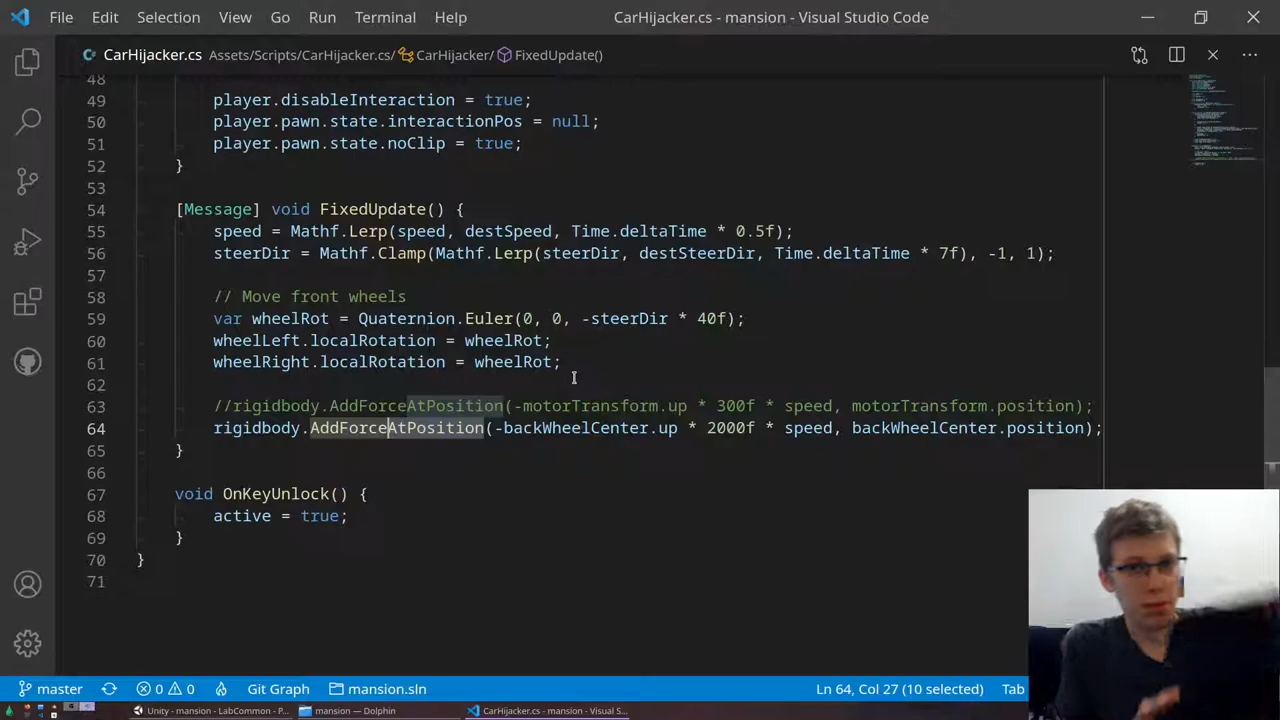 File Edit Selection View Go Run Terminal Help CarHijacker.cs - mansion - Visual Studio Code
CarHijacker.cs Assets/Scripts/CarHijacker.cs/ CarHijacker/ FixedUpdate()
48
49 player.disableInteraction = true;
50 player.pawn.state.interactionPos = null;
51 player.pawn.state.noClip = true;
52 }
53
54 [Message] void FixedUpdate() {
55 speed = Mathf.Lerp(speed, destSpeed, Time.deltaTime * 0.5f);
56 steerDir = Mathf.Clamp(Mathf.Lerp(steerDir, destSteerDir, Time.deltaTime * 7f), -1, 1);
57
58 // Move front wheels
59 var wheelRot = Quaternion.Euler(0, 0, -steerDir * 40f);
60 wheelLeft.localRotation = wheelRot;
61 wheelRight.localRotation = wheelRot;
62
63 //rigidbody.AddForceAtPosition(-motorTransform.up * 300f * speed, motorTransform.position);
64 rigidbody.AddForceAtPosition(-backWheelCenter.up * 2000f * speed, backWheelCenter.position);
65 }
66
67 void OnKeyUnlock() {
68 active = true;
69 }
70 }
71
master 0 0 Git Graph mansion.sln Ln 64, Col 27 (10 selected) Tab
Unity - mansion - LabCommon - P... mansion — Dolphin CarHijacker.cs - mansion - Visual S...